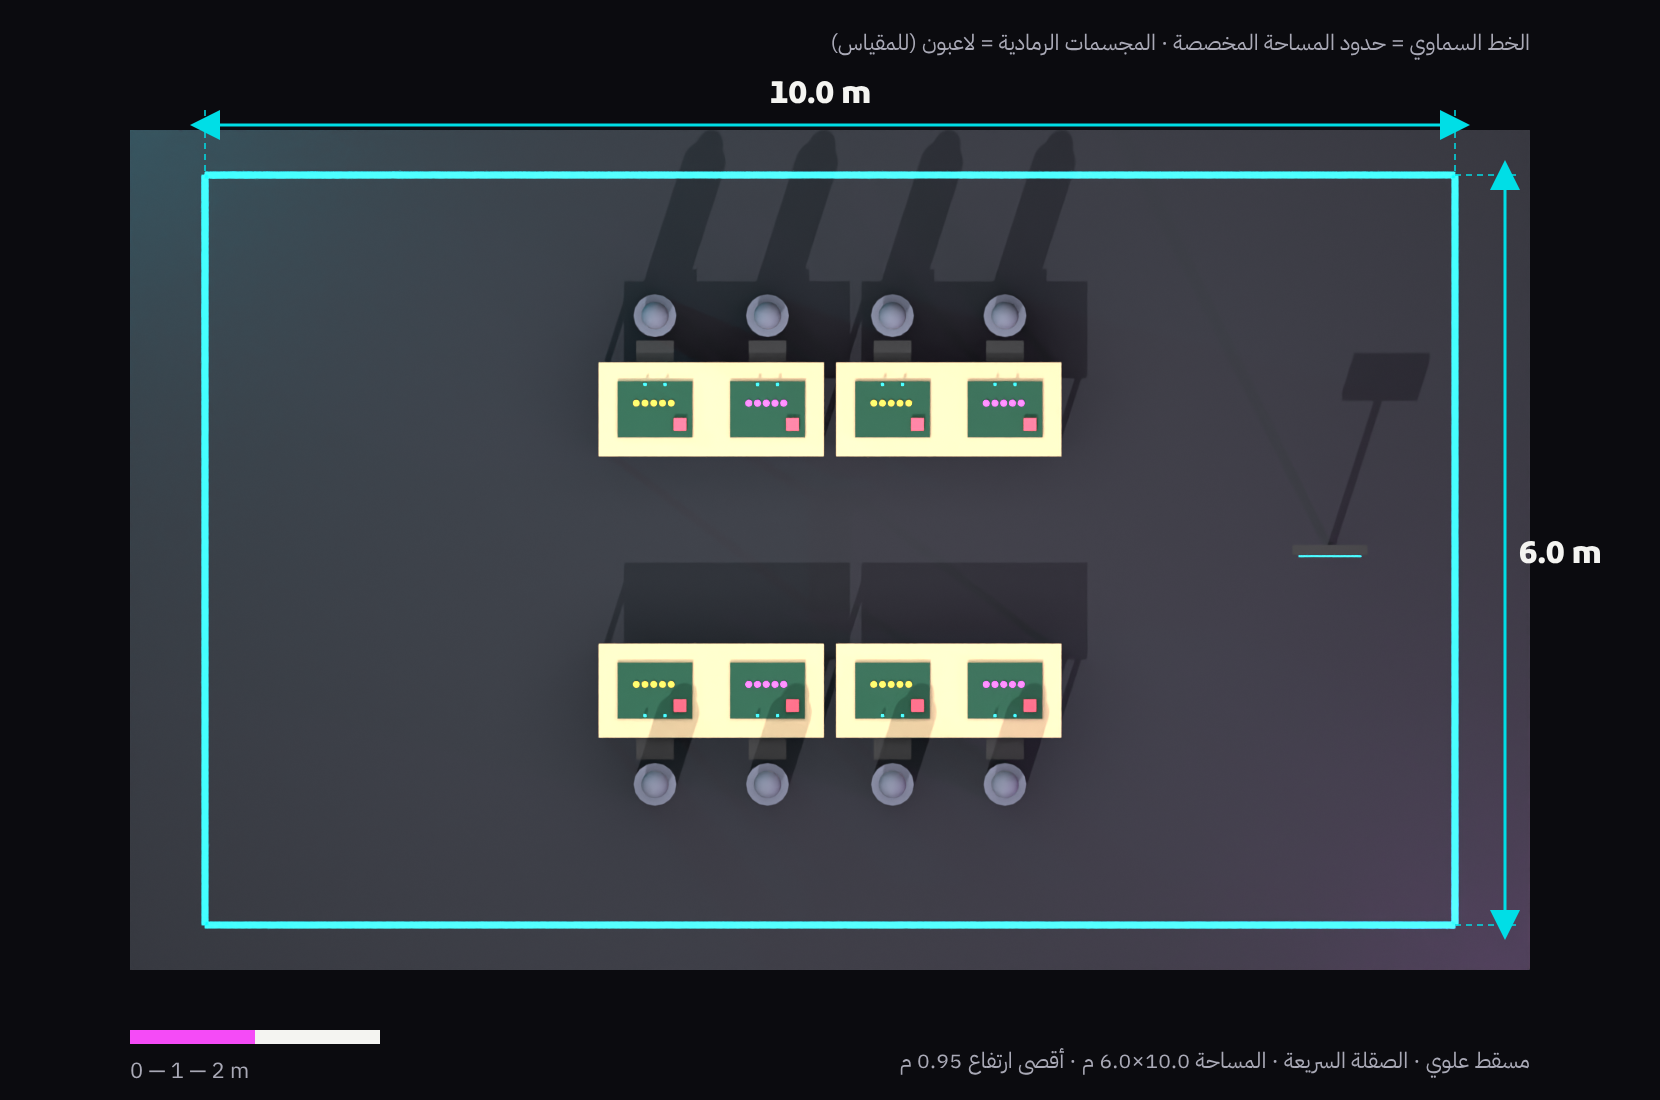 الخط السماوي = حدود المساحة المخصصة · المجسمات الرمادية = لاعبون (للمقياس)
10.0 m
6.0 m
0 — 1 — 2 m
مسقط علوي · الصقلة السريعة · المساحة 10.0×6.0 م · أقصى ارتفاع 0.95 م